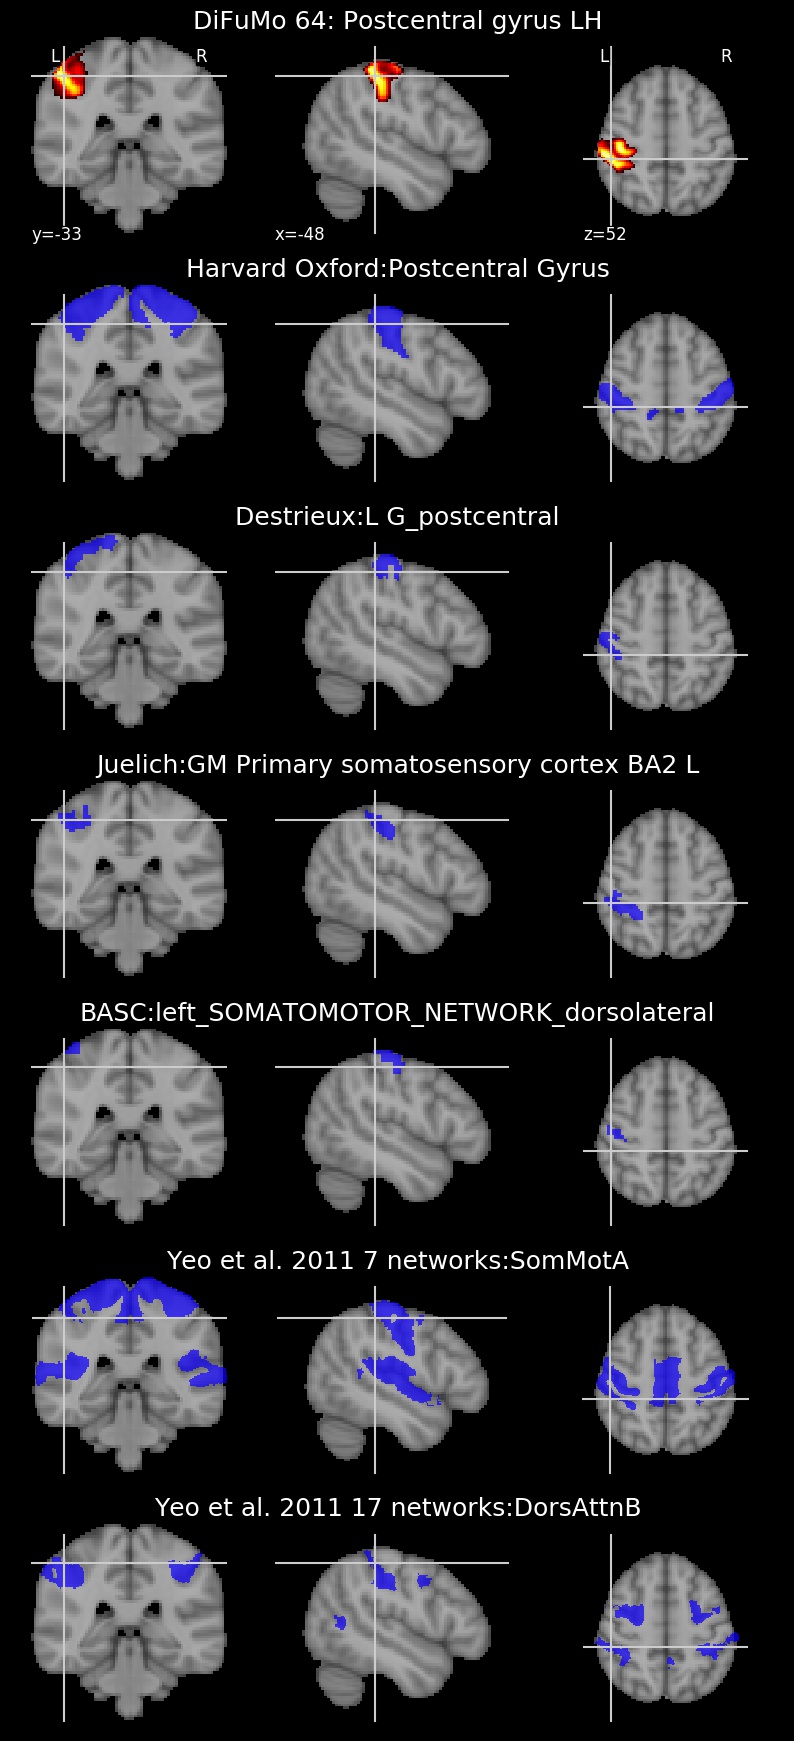 DiFuMo 64: Postcentral gyrus LH
L R L R
y=-33 x=-48 z=52
Harvard Oxford:Postcentral Gyrus
Destrieux:L G_postcentral
Juelich:GM Primary somatosensory cortex BA2 L
BASC:left_SOMATOMOTOR_NETWORK_dorsolateral
Yeo et al. 2011 7 networks:SomMotA
Yeo et al. 2011 17 networks:DorsAttnB